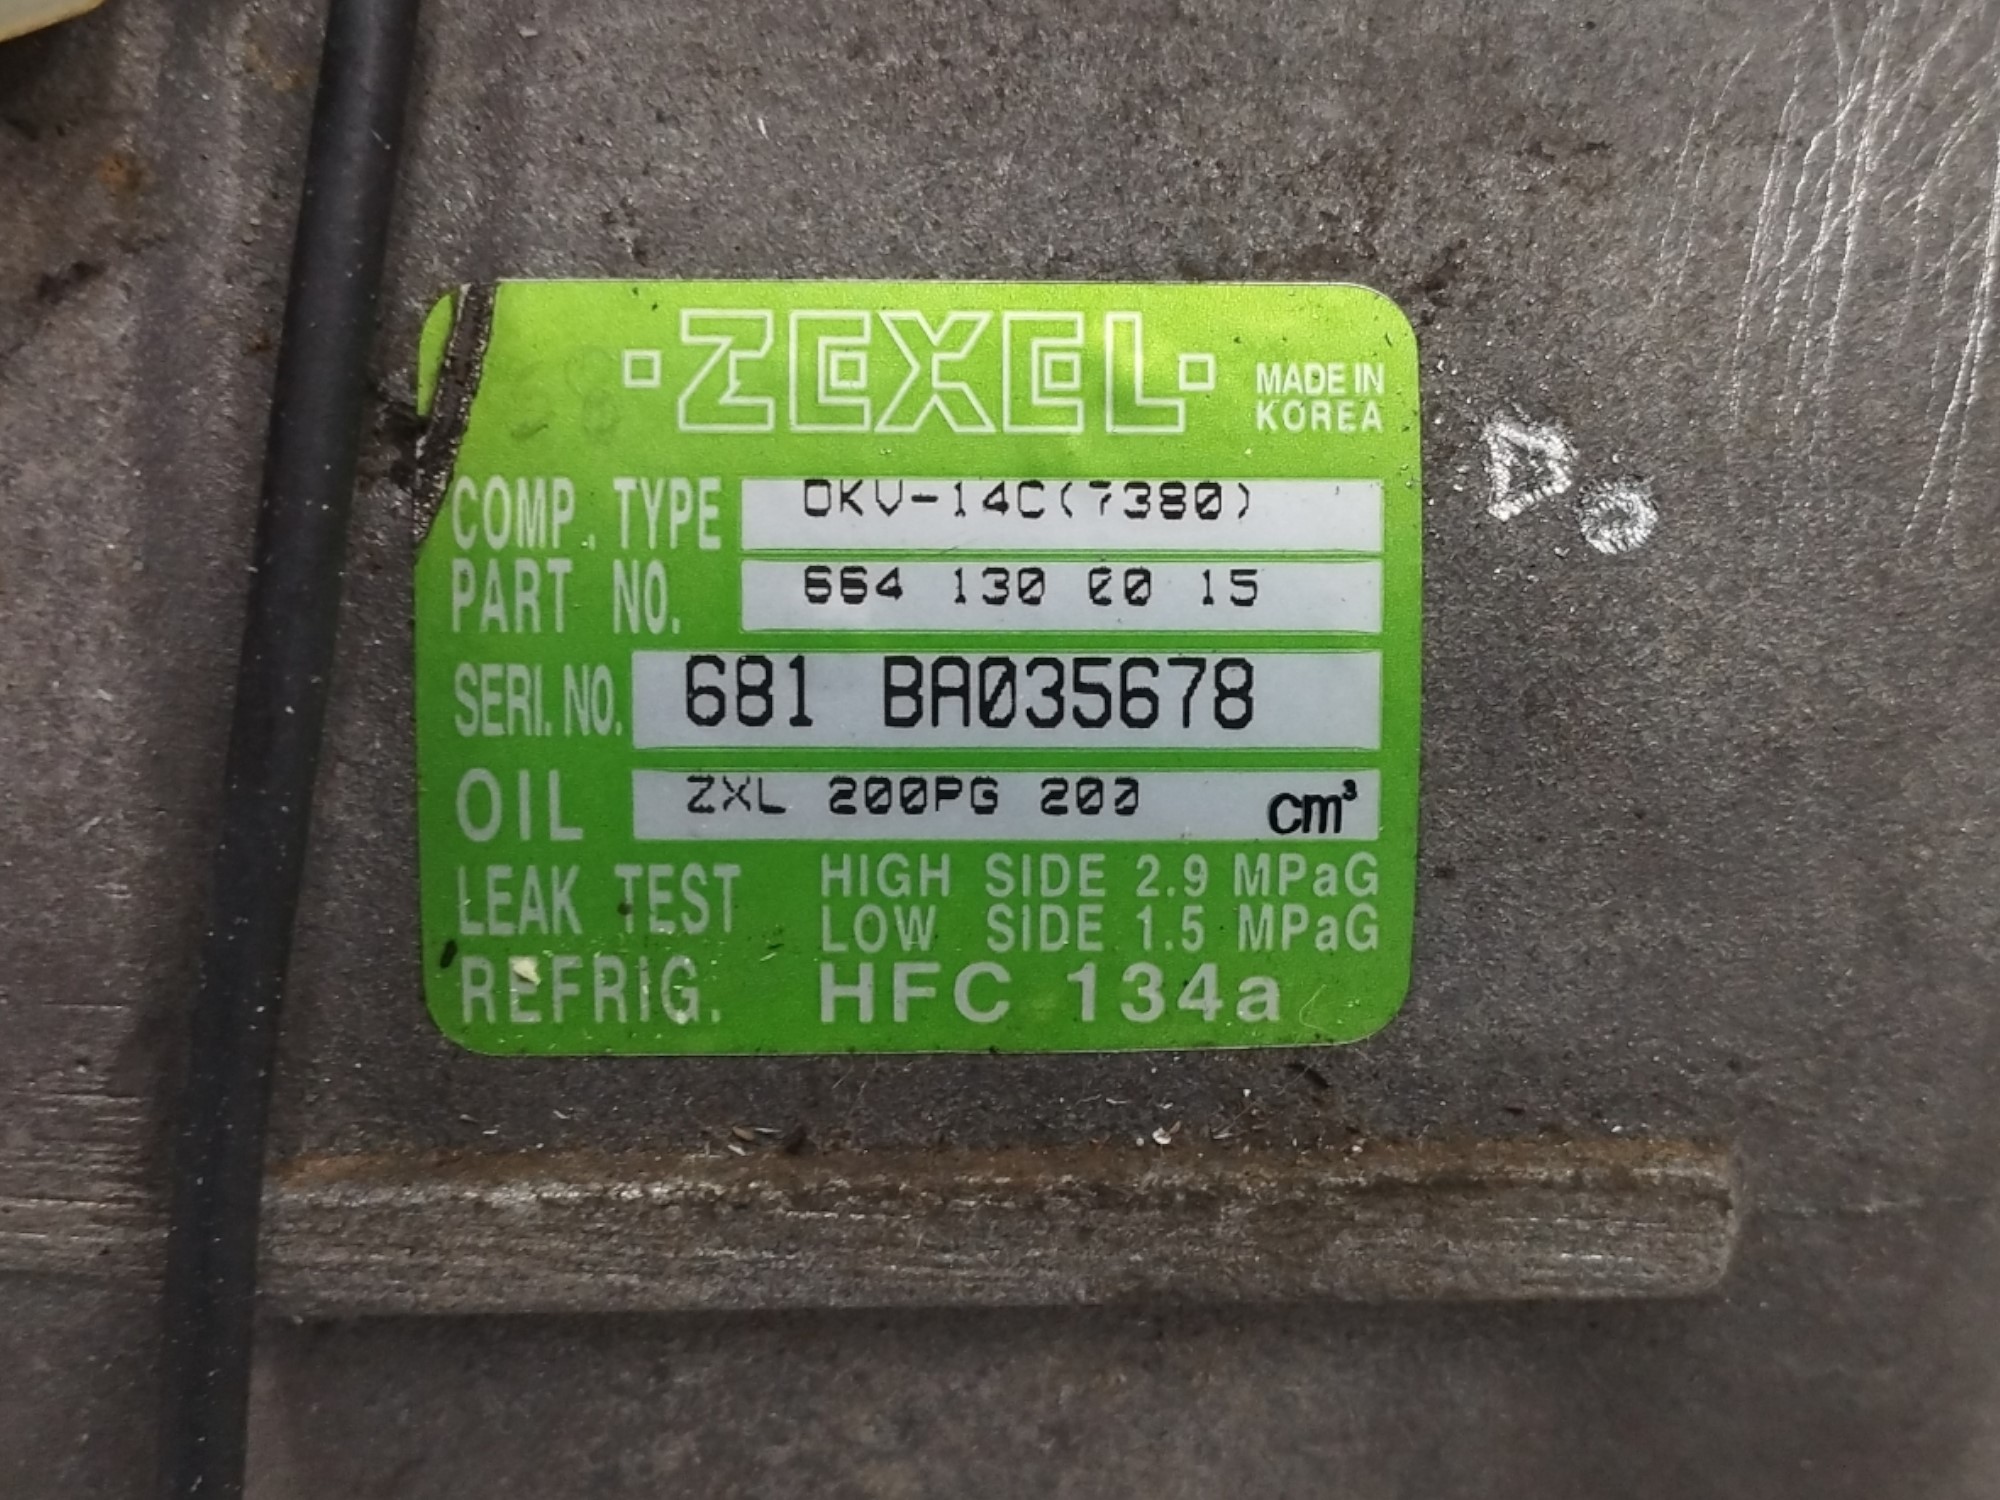 ZEXEL
MADE IN
KOREA
COMP. TYPE DKV-14C(7380)
PART NO. 664 130 00 15
SERI. NO. 681 BA035678
OIL ZXL 200PG 200 cm³
LEAK TEST HIGH SIDE 2.9 MPaG
LOW SIDE 1.5 MPaG
REFRIG. HFC 134a